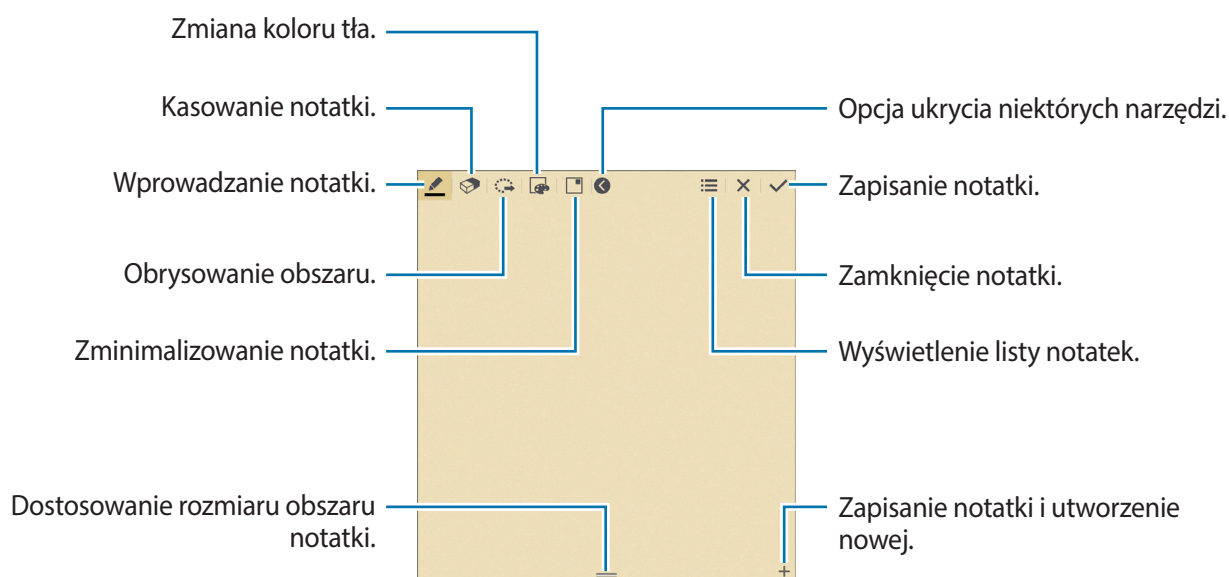 Zmiana koloru tła.
Kasowanie notatki.
Wprowadzanie notatki.
Obrysowanie obszaru.
Zminimalizowanie notatki.
Dostosowanie rozmiaru obszaru
notatki.
Opcja ukrycia niektórych narzędzi.
Zapisanie notatki.
Zamknięcie notatki.
Wyświetlenie listy notatek.
Zapisanie notatki i utworzenie
nowej.